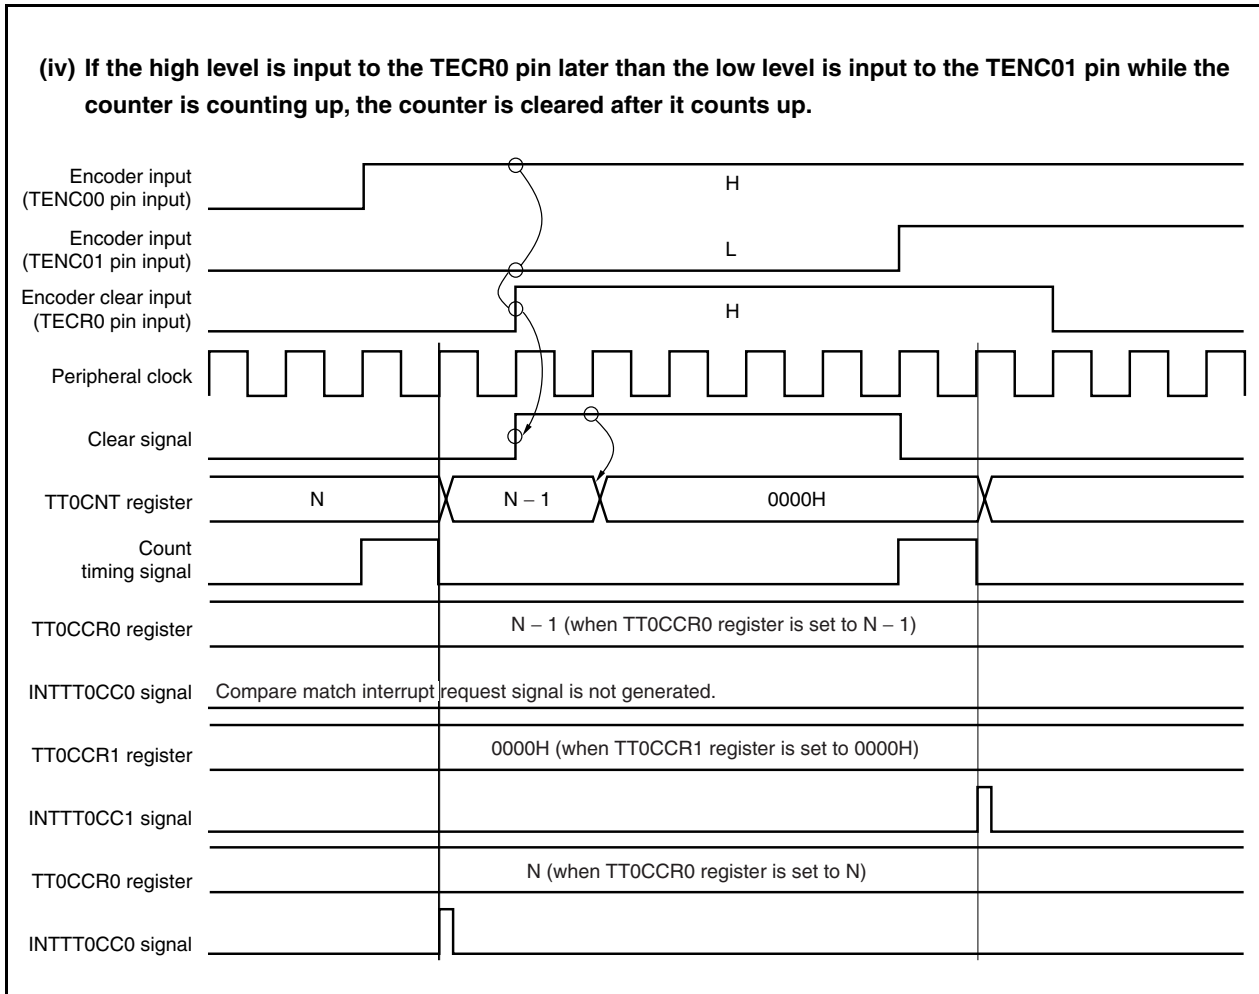 (iv) If the high level is input to the TECR0 pin later than the low level is input to the TENC01 pin while the
counter is counting up, the counter is cleared after it counts up.
Encoder input
(TENC00 pin input)
H
Encoder input
(TENC01 pin input)
L
Encoder clear input
(TECR0 pin input)
H
Peripheral clock
Clear signal
TT0CNT register
N
N – 1
0000H
Count
timing signal
TT0CCR0 register
N – 1 (when TT0CCR0 register is set to N – 1)
INTTT0CC0 signal
Compare match interrupt request signal is not generated.
TT0CCR1 register
0000H (when TT0CCR1 register is set to 0000H)
INTTT0CC1 signal
TT0CCR0 register
N (when TT0CCR0 register is set to N)
INTTT0CC0 signal